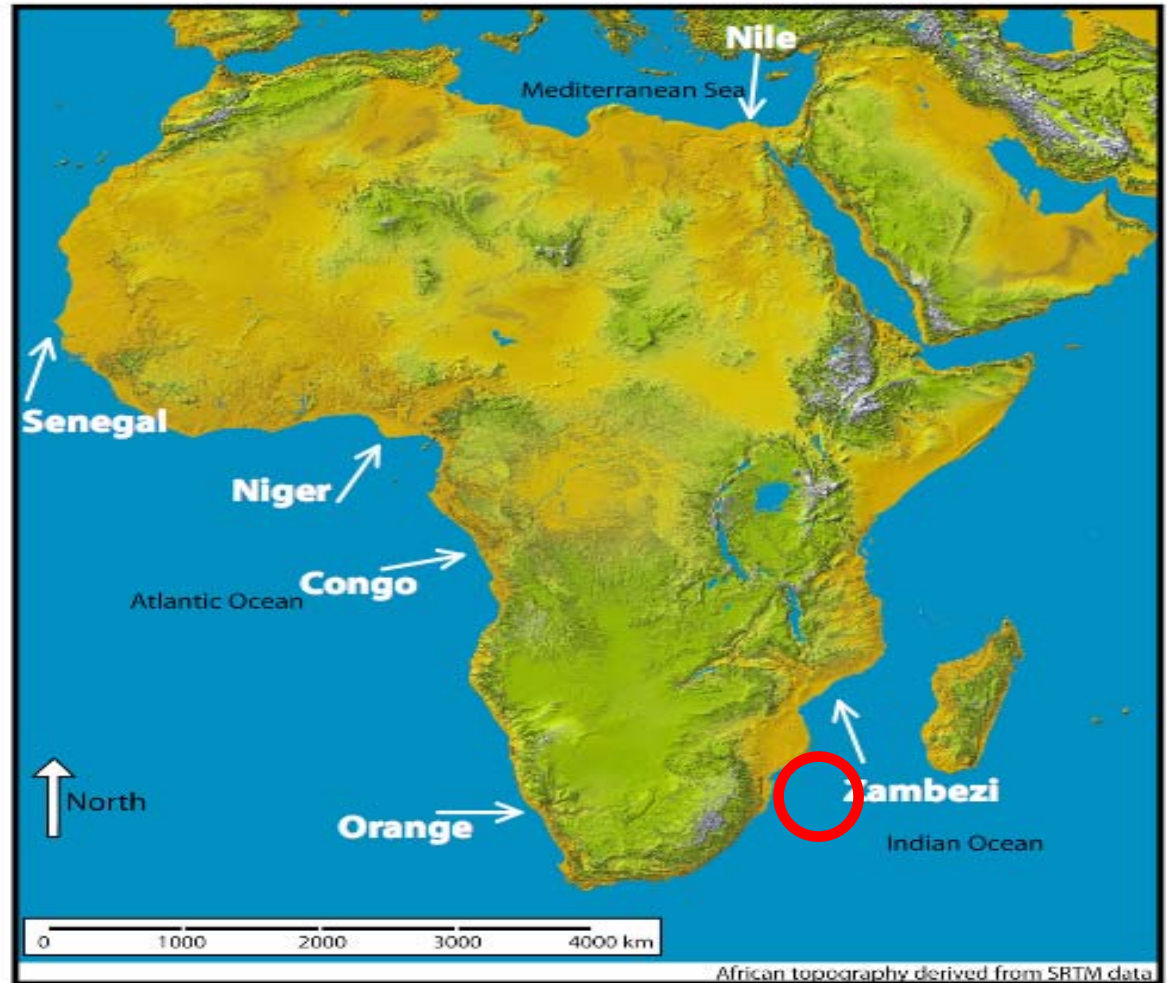 Nile
Mediterranean Sea
Senegal
Niger
Congo
Atlantic Ocean
Zambezi
North
Orange
Indian Ocean
0 1000 2000 3000 4000 km
African topography derived from SRTM data